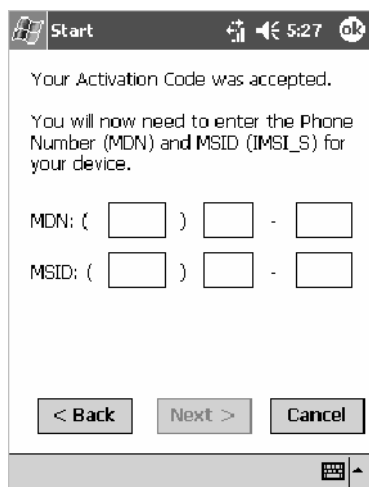 Start 5:27 ok
Your Activation Code was accepted.
You will now need to enter the Phone
Number (MDN) and MSID (IMSI_S) for
your device.
MDN: ( ) -
MSID: ( ) -
< Back Next > Cancel